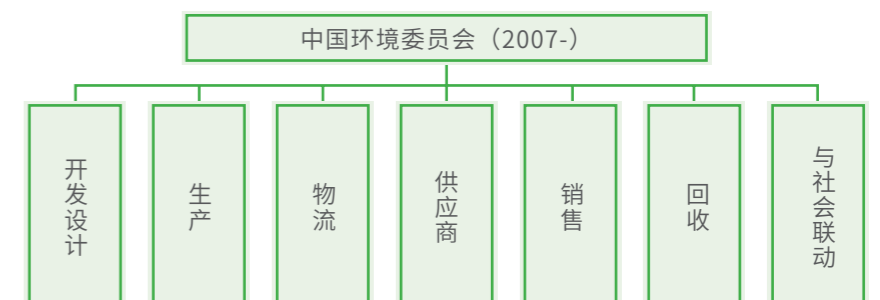 中国环境委员会（2007-）
开发设计
生产
物流
供应商
销售
回收
与社会联动